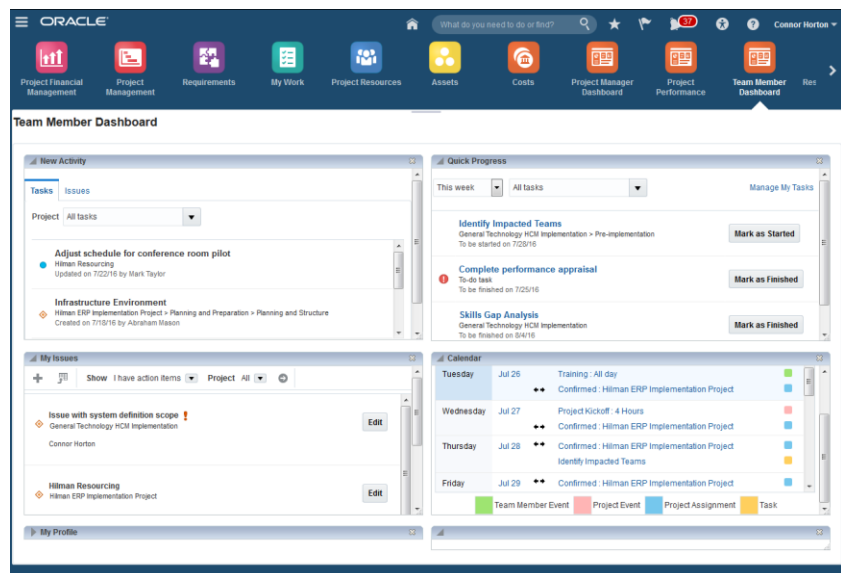 ORACLE
What do you need to do or find?
37
Connor Horton
Project Financial Management
Project Management
Requirements
My Work
Project Resources
Assets
Costs
Project Manager Dashboard
Project Performance
Team Member Dashboard
Res
Team Member Dashboard
New Activity
Tasks Issues
Project All tasks
Adjust schedule for conference room pilot
Hilman Resourcing
Updated on 7/22/16 by Mark Taylor
Infrastructure Environment
Hilman ERP Implementation Project > Planning and Preparation > Planning and Structure
Created on 7/18/16 by Abraham Mason
Quick Progress
This week All tasks Manage My Tasks
Identify Impacted Teams
General Technology HCM Implementation > Pre-implementation
To be started on 7/28/16
Mark as Started
Complete performance appraisal
To-do task
To be finished on 7/25/16
Mark as Finished
Skills Gap Analysis
General Technology HCM Implementation
To be finished on 8/4/16
Mark as Finished
My Issues
Show I have action items Project All
Issue with system definition scope
General Technology HCM Implementation
Connor Horton
Edit
Hilman Resourcing
Hilman ERP Implementation Project
Edit
Calendar
Tuesday Jul 26 Training : All day
Confirmed : Hilman ERP Implementation Project
Wednesday Jul 27 Project Kickoff : 4 Hours
Confirmed : Hilman ERP Implementation Project
Thursday Jul 28 Confirmed : Hilman ERP Implementation Project
Identify Impacted Teams
Friday Jul 29 Confirmed : Hilman ERP Implementation Project
Team Member Event Project Event Project Assignment Task
My Profile